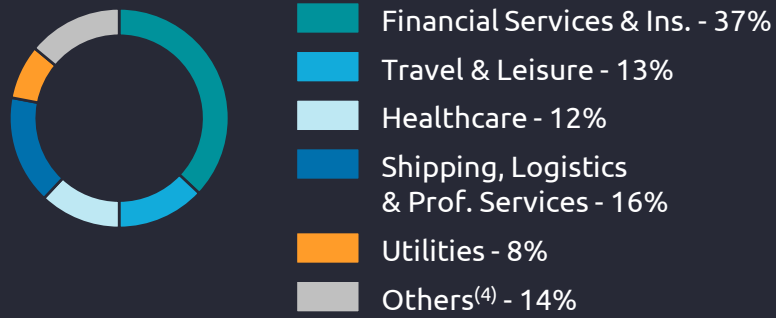 Financial Services & Ins. - 37%
Travel & Leisure - 13%
Healthcare - 12%
Shipping, Logistics
& Prof. Services - 16%
Utilities - 8%
Others(4) - 14%